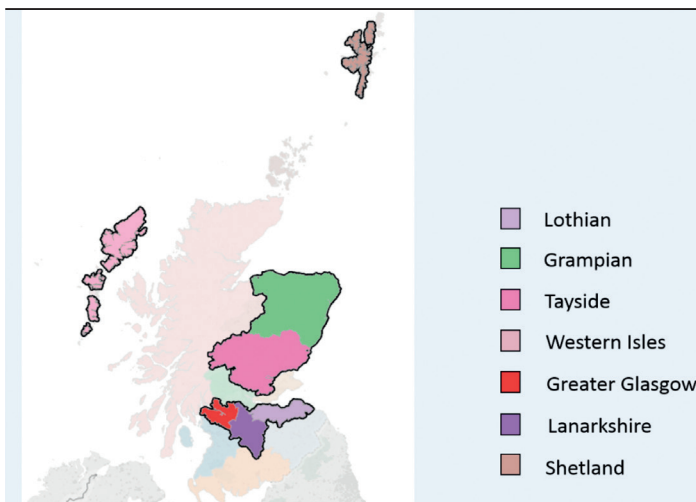 Lothian
Grampian
Tayside
Western Isles
Greater Glasgow
Lanarkshire
Shetland